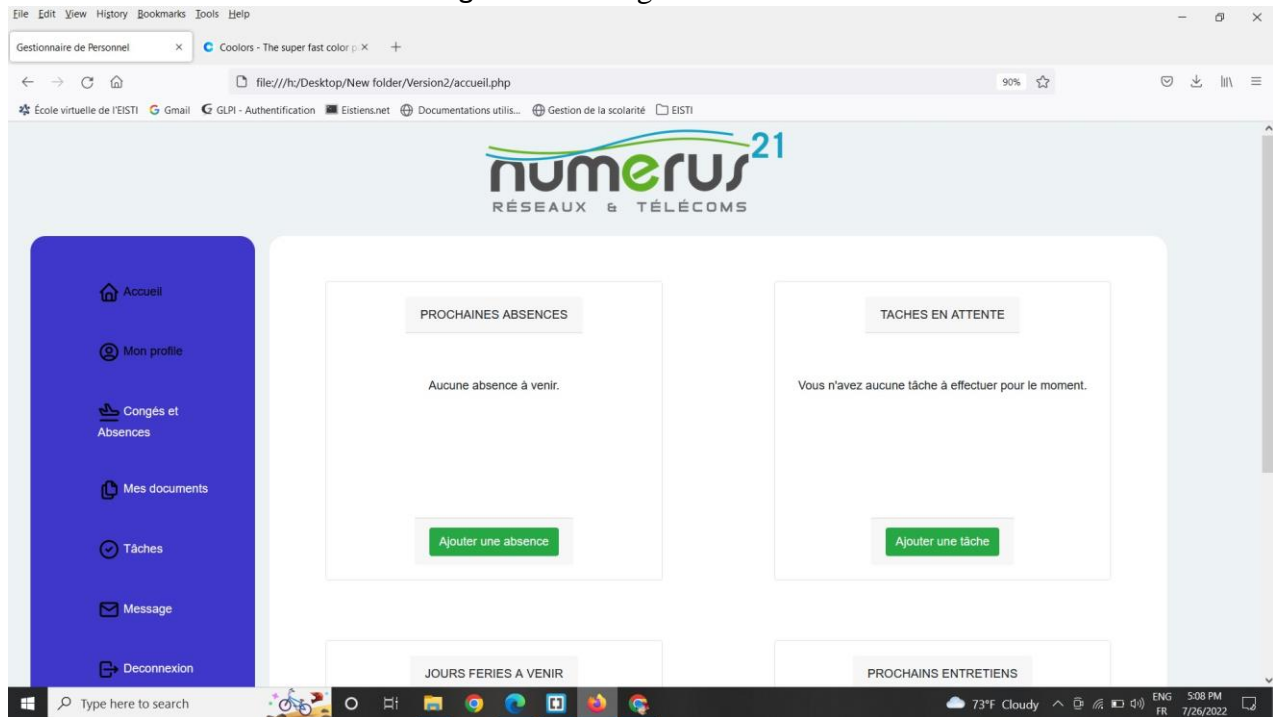 File Edit View History Bookmarks Tools Help
Gestionnaire de Personnel Coolors - The super fast color p
file:///h:/Desktop/New folder/Version2/accueil.php 90%
École virtuelle de l'EISTI Gmail GLPI - Authentification Eistiens.net Documentations utilis... Gestion de la scolarité EISTI
numerus 21
RÉSEAUX & TÉLÉCOMS
Accueil
Mon profile
Congés et
Absences
Mes documents
Tâches
Message
Deconnexion
PROCHAINES ABSENCES
Aucune absence à venir.
Ajouter une absence
TACHES EN ATTENTE
Vous n'avez aucune tâche à effectuer pour le moment.
Ajouter une tâche
JOURS FERIES A VENIR
PROCHAINS ENTRETIENS
Type here to search 73°F Cloudy ENG 5:08 PM
FR 7/26/2022